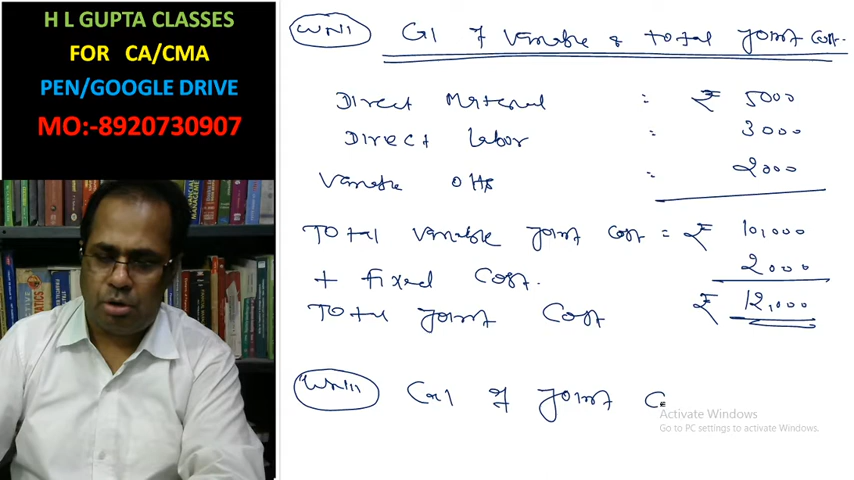 H L GUPTA CLASSES
FOR CA/CMA
PEN/GOOGLE DRIVE
MO:-8920730907
WN1 Cal of Variable & total Joint Cost.
Direct Material : ₹ 5000
Direct Labor : 3000
Variable OHs : 2000
Total Variable Joint Cost = ₹ 10,000
+ Fixed Cost. 2000
Total Joint Cost ₹ 12,000
Cal of Joint C
Activate Windows
Go to PC settings to activate Windows.